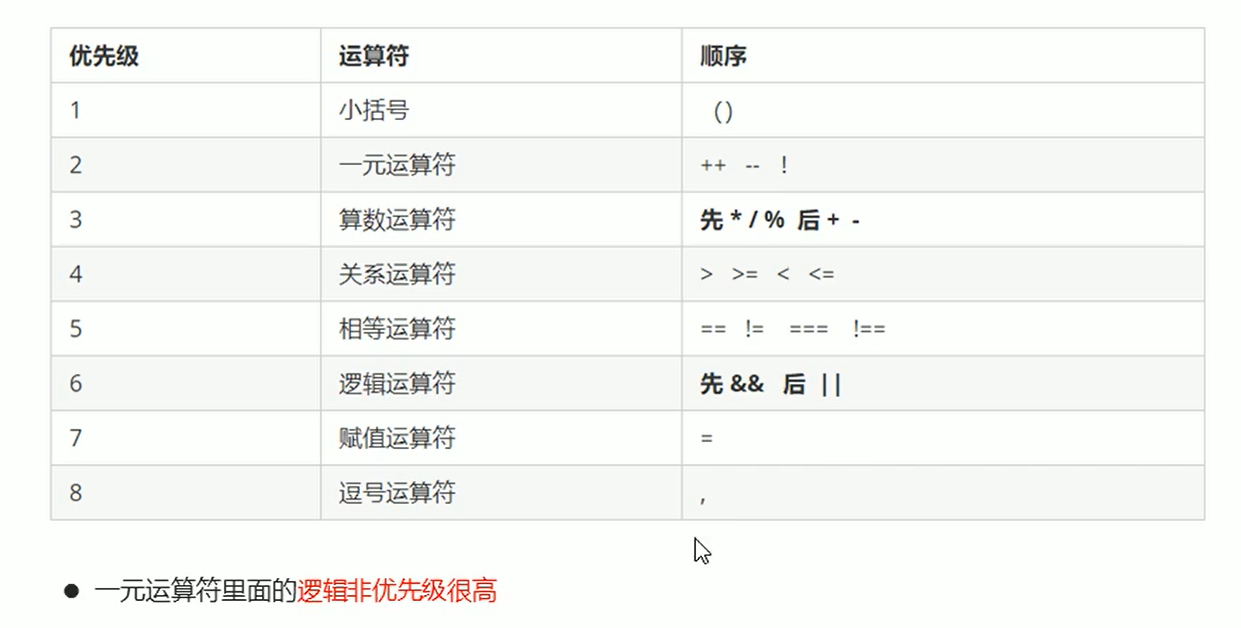 优先级 运算符 顺序
1 小括号 ()
2 一元运算符 ++ -- !
3 算数运算符 先 * / % 后 + -
4 关系运算符 > >= < <=
5 相等运算符 == != === !==
6 逻辑运算符 先 && 后 ||
7 赋值运算符 =
8 逗号运算符 ,
● 一元运算符里面的逻辑非优先级很高